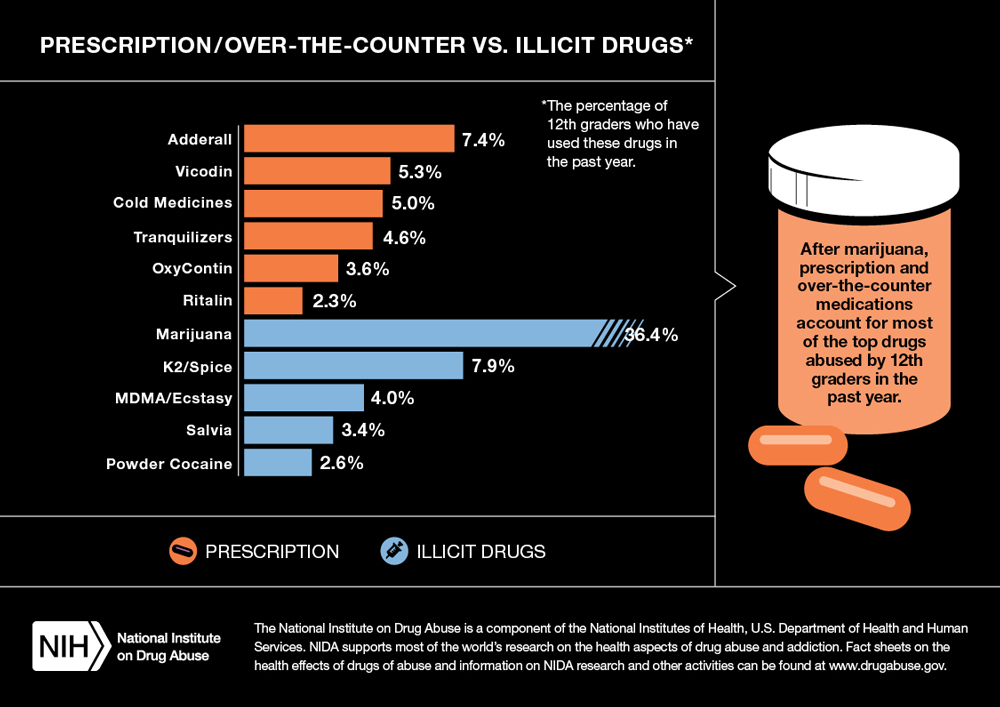 PRESCRIPTION/OVER-THE-COUNTER VS. ILLICIT DRUGS*
*The percentage of
12th graders who have
used these drugs in
the past year.
Adderall 7.4%
Vicodin 5.3%
Cold Medicines 5.0%
Tranquilizers 4.6%
OxyContin 3.6%
Ritalin 2.3%
Marijuana 36.4%
K2/Spice 7.9%
MDMA/Ecstasy 4.0%
Salvia 3.4%
Powder Cocaine 2.6%
After marijuana,
prescription and
over-the-counter
medications
account for most
of the top drugs
abused by 12th
graders in the
past year.
PRESCRIPTION ILLICIT DRUGS
NIH
National Institute
on Drug Abuse
The National Institute on Drug Abuse is a component of the National Institutes of Health, U.S. Department of Health and Human
Services. NIDA supports most of the world's research on the health aspects of drug abuse and addiction. Fact sheets on the
health effects of drugs of abuse and information on NIDA research and other activities can be found at www.drugabuse.gov.